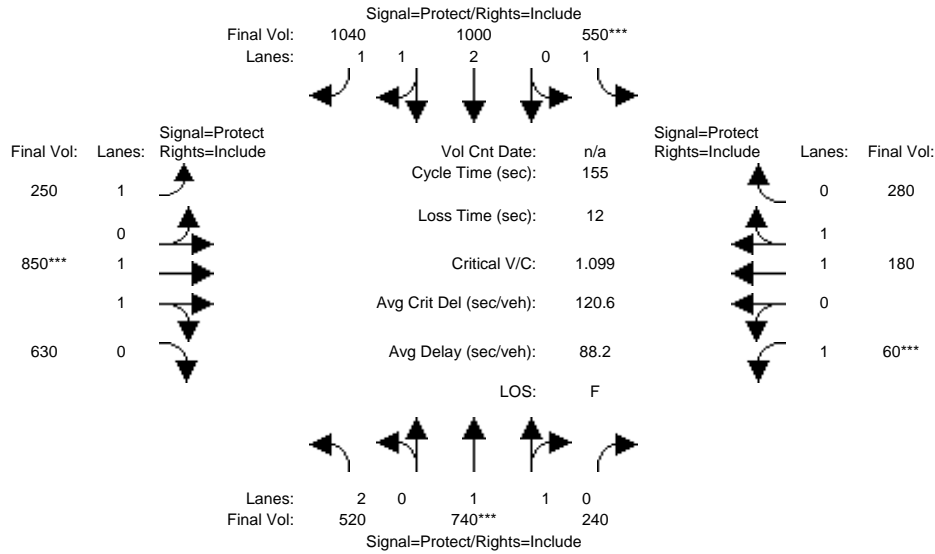 Signal=Protect/Rights=Include
Final Vol: 1040 1000 550***
Lanes: 1 1 2 0 1
Signal=Protect
Final Vol: Lanes: Rights=Include
Vol Cnt Date: n/a
Signal=Protect
Rights=Include Lanes: Final Vol:
Cycle Time (sec): 155
250 1
0 280
Loss Time (sec): 12
0
1
850*** 1
Critical V/C: 1.099
1 180
1
Avg Crit Del (sec/veh): 120.6
0
630 0
Avg Delay (sec/veh): 88.2
1 60***
LOS: F
Lanes: 2 0 1 1 0
Final Vol: 520 740*** 240
Signal=Protect/Rights=Include